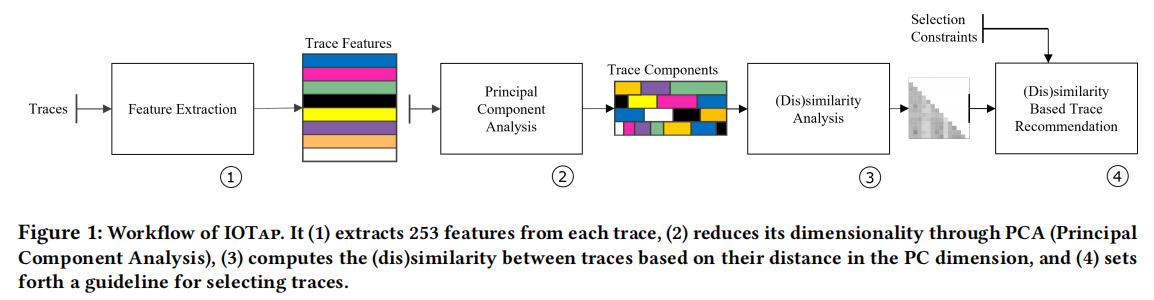 Selection
Constraints
Trace Features
Trace Components
Traces
Feature Extraction
Principal
Component
Analysis
(Dis)similarity
Analysis
(Dis)similarity
Based Trace
Recommendation
1
2
3
4
Figure 1: Workflow of IOTAP. It (1) extracts 253 features from each trace, (2) reduces its dimensionality through PCA (Principal
Component Analysis), (3) computes the (dis)similarity between traces based on their distance in the PC dimension, and (4) sets
forth a guideline for selecting traces.